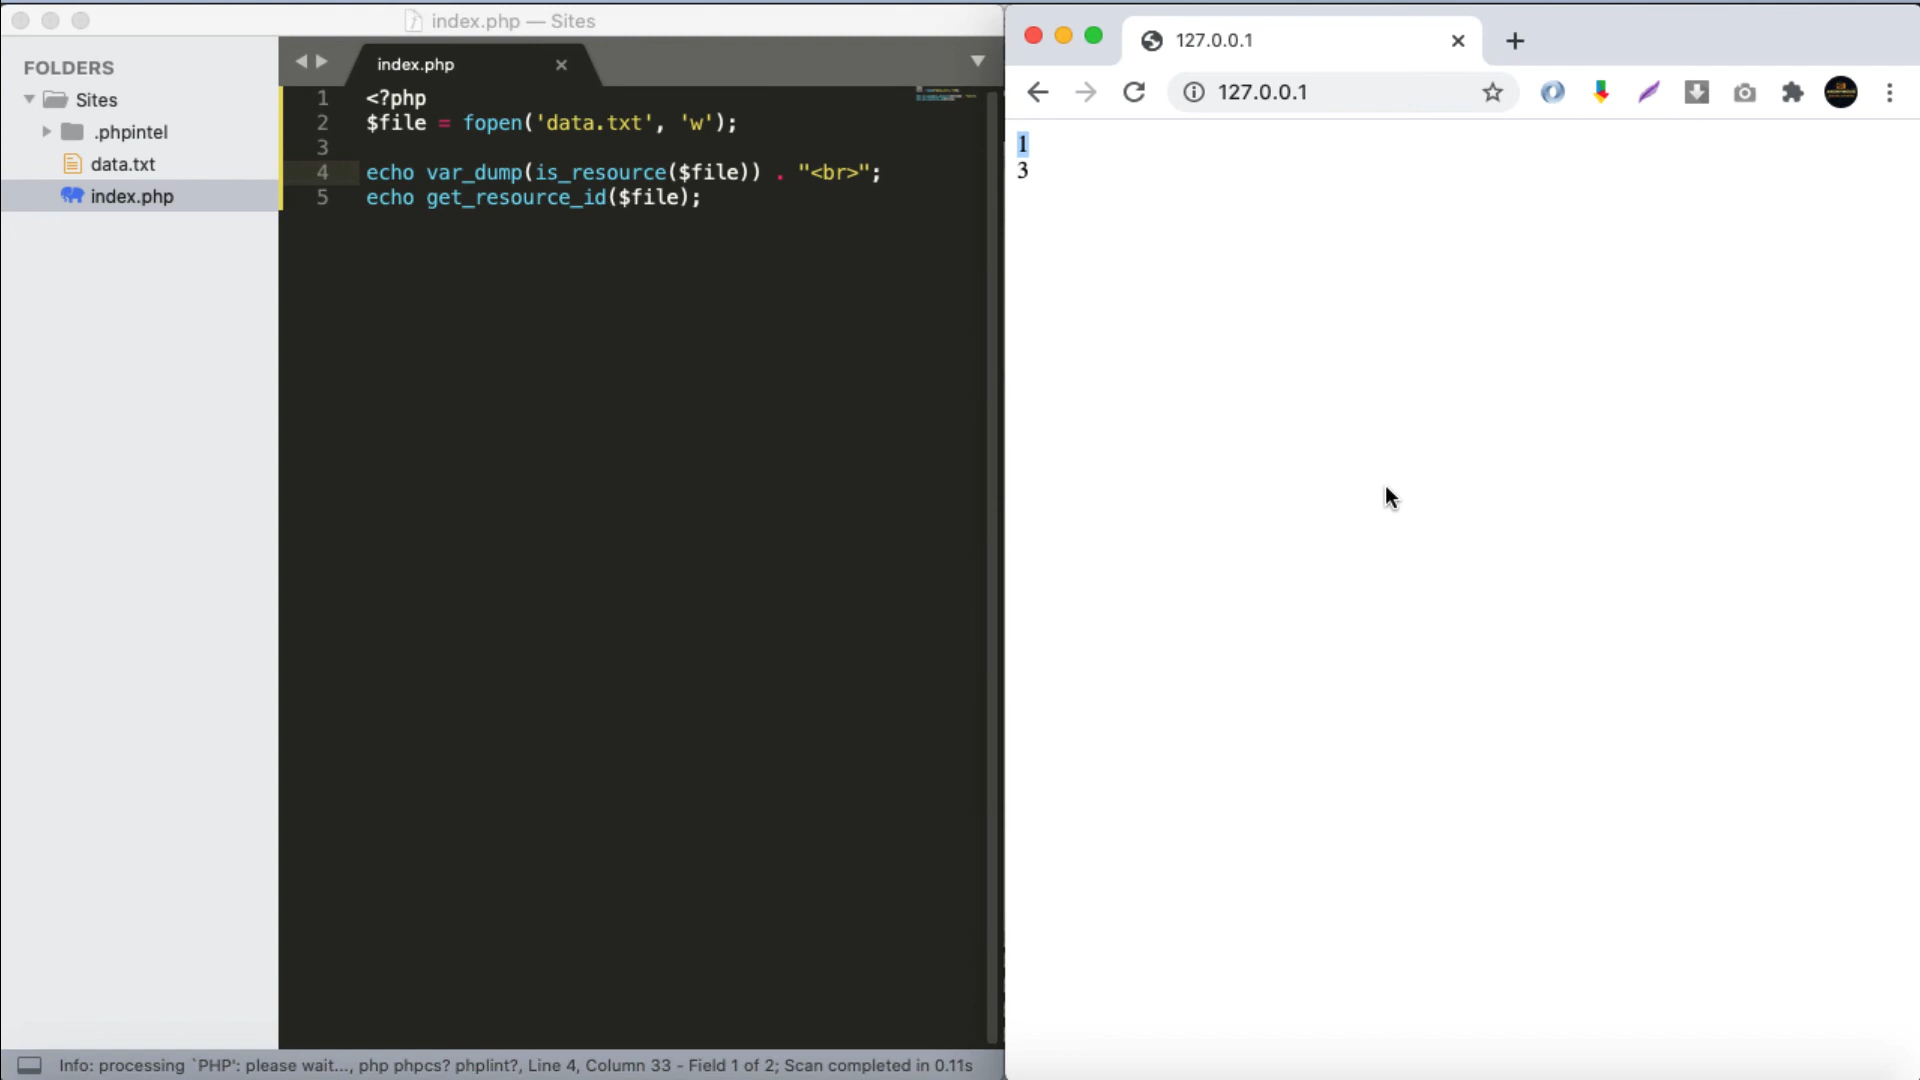 index.php — Sites
FOLDERS
Sites
.phpintel
data.txt
index.php
index.php
1 <?php
2 $file = fopen('data.txt', 'w');
3
4 echo var_dump(is_resource($file)) . "<br>";
5 echo get_resource_id($file);
Info: processing `PHP': please wait..., php phpcs? phplint?, Line 4, Column 33 - Field 1 of 2; Scan completed in 0.11s
127.0.0.1
127.0.0.1
1
3